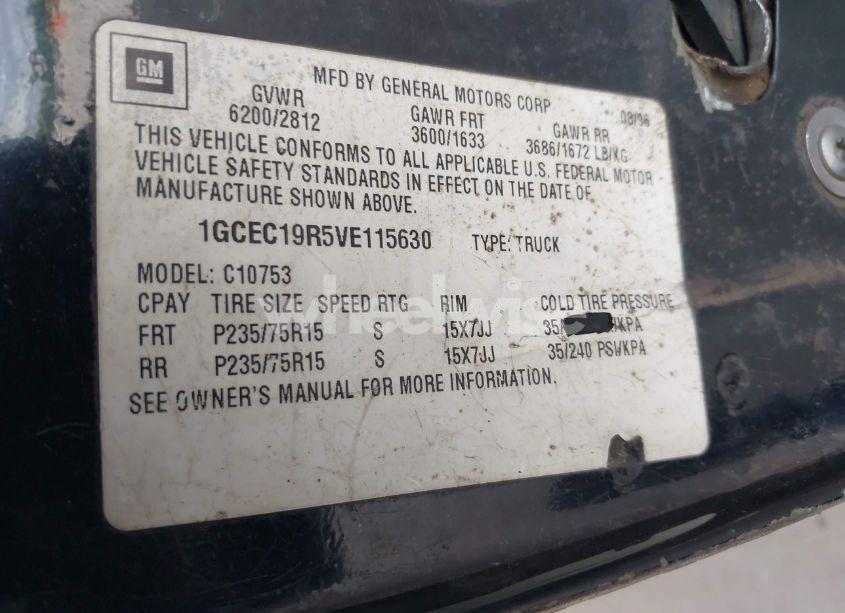 GM
MFD BY GENERAL MOTORS CORP 08/96
GVWR GAWR FRT GAWR RR
6200/2812 3600/1633 3686/1672 LB/KG
THIS VEHICLE CONFORMS TO ALL APPLICABLE U.S. FEDERAL MOTOR
VEHICLE SAFETY STANDARDS IN EFFECT ON THE DATE OF
MANUFACTURE SHOWN ABOVE.
1GCEC19R5VE115630 TYPE: TRUCK
MODEL: C10753
CPAY TIRE SIZE SPEED RTG RIM COLD TIRE PRESSURE
FRT P235/75R15 S 15X7JJ 35/ /KPA
RR P235/75R15 S 15X7JJ 35/240 PSI/KPA
SEE OWNER'S MANUAL FOR MORE INFORMATION.
wheelwise